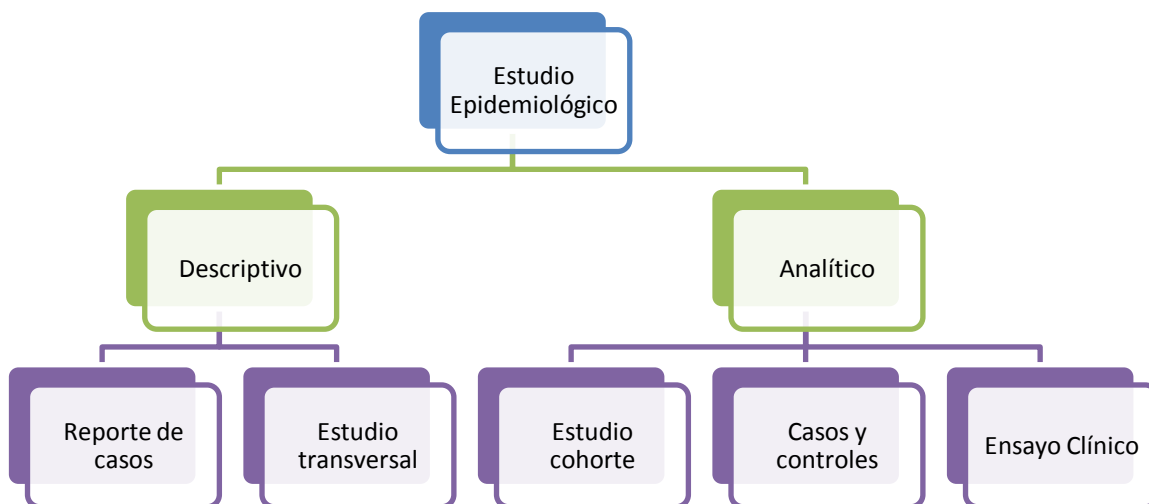 Estudio
Epidemiológico
Descriptivo
Analítico
Reporte de
casos
Estudio
transversal
Estudio
cohorte
Casos y
controles
Ensayo Clínico